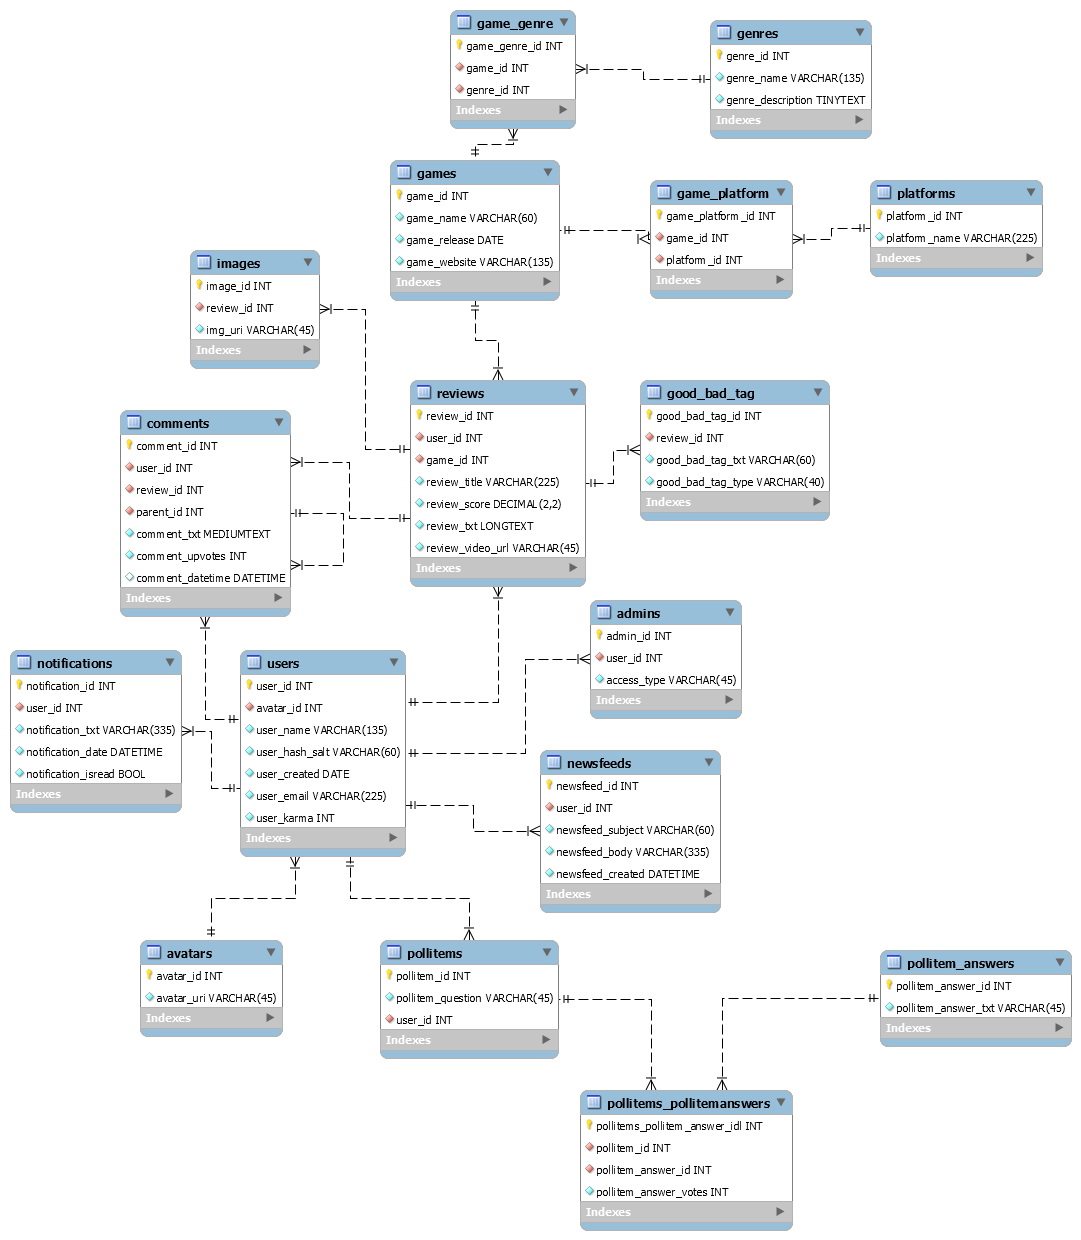 game_genre
game_genre_id INT
game_id INT
genre_id INT
Indexes
genres
genre_id INT
genre_name VARCHAR(135)
genre_description TINYTEXT
Indexes
games
game_id INT
game_name VARCHAR(60)
game_release DATE
game_website VARCHAR(135)
Indexes
game_platform
game_platform_id INT
game_id INT
platform_id INT
Indexes
platforms
platform_id INT
platform_name VARCHAR(225)
Indexes
images
image_id INT
review_id INT
img_uri VARCHAR(45)
Indexes
reviews
review_id INT
user_id INT
game_id INT
review_title VARCHAR(225)
review_score DECIMAL(2,2)
review_txt LONGTEXT
review_video_url VARCHAR(45)
Indexes
good_bad_tag
good_bad_tag_id INT
review_id INT
good_bad_tag_txt VARCHAR(60)
good_bad_tag_type VARCHAR(40)
Indexes
comments
comment_id INT
user_id INT
review_id INT
parent_id INT
comment_txt MEDIUMTEXT
comment_upvotes INT
comment_datetime DATETIME
Indexes
admins
admin_id INT
user_id INT
access_type VARCHAR(45)
Indexes
notifications
notification_id INT
user_id INT
notification_txt VARCHAR(335)
notification_date DATETIME
notification_isread BOOL
Indexes
users
user_id INT
avatar_id INT
user_name VARCHAR(135)
user_hash_salt VARCHAR(60)
user_created DATE
user_email VARCHAR(225)
user_karma INT
Indexes
newsfeeds
newsfeed_id INT
user_id INT
newsfeed_subject VARCHAR(60)
newsfeed_body VARCHAR(335)
newsfeed_created DATETIME
Indexes
avatars
avatar_id INT
avatar_uri VARCHAR(45)
Indexes
pollitems
pollitem_id INT
pollitem_question VARCHAR(45)
user_id INT
Indexes
pollitem_answers
pollitem_answer_id INT
pollitem_answer_txt VARCHAR(45)
Indexes
pollitems_pollitemanswers
pollitems_pollitem_answer_idl INT
pollitem_id INT
pollitem_answer_id INT
pollitem_answer_votes INT
Indexes